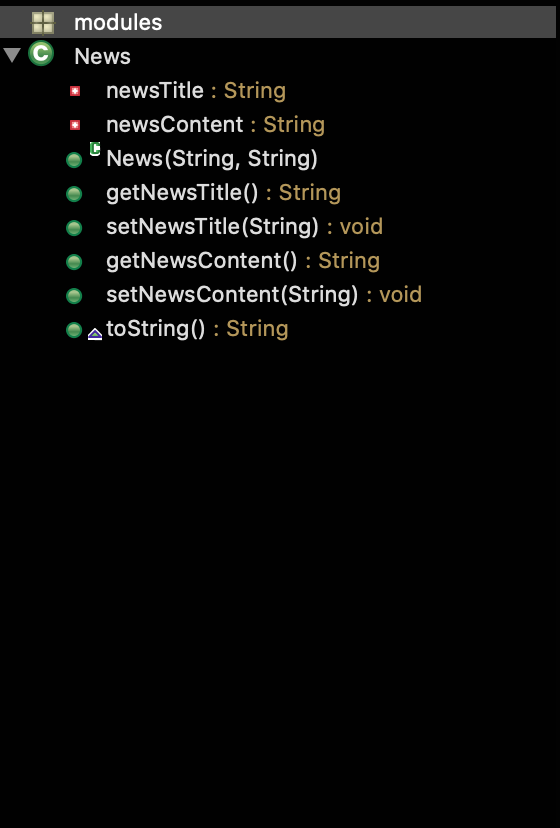 modules
News
newsTitle : String
newsContent : String
News(String, String)
getNewsTitle() : String
setNewsTitle(String) : void
getNewsContent() : String
setNewsContent(String) : void
toString() : String